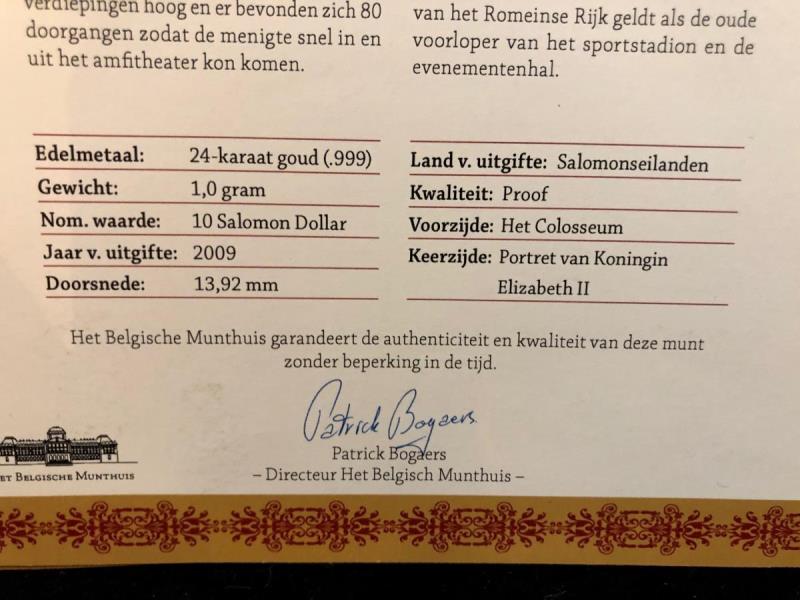 verdiepingen hoog en er bevonden zich 80
doorgangen zodat de menigte snel in en
uit het amfitheater kon komen.
van het Romeinse Rijk geldt als de oude
voorloper van het sportstadion en de
evenementenhal.
Edelmetaal: 24-karaat goud (.999)
Gewicht: 1,0 gram
Nom. waarde: 10 Salomon Dollar
Jaar v. uitgifte: 2009
Doorsnede: 13,92 mm
Land v. uitgifte: Salomonseilanden
Kwaliteit: Proof
Voorzijde: Het Colosseum
Keerzijde: Portret van Koningin
Elizabeth II
Het Belgische Munthuis garandeert de authenticiteit en kwaliteit van deze munt
zonder beperking in de tijd.
Patrick Bogaers
Patrick Bogaers
– Directeur Het Belgisch Munthuis –
ET BELGISCHE MUNTHUIS